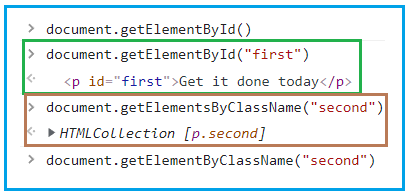 document.getElementById()
document.getElementById("first")
<p id="first">Get it done today</p>
document.getElementsByClassName("second")
HTMLCollection [p.second]
document.getElementByClassName("second")